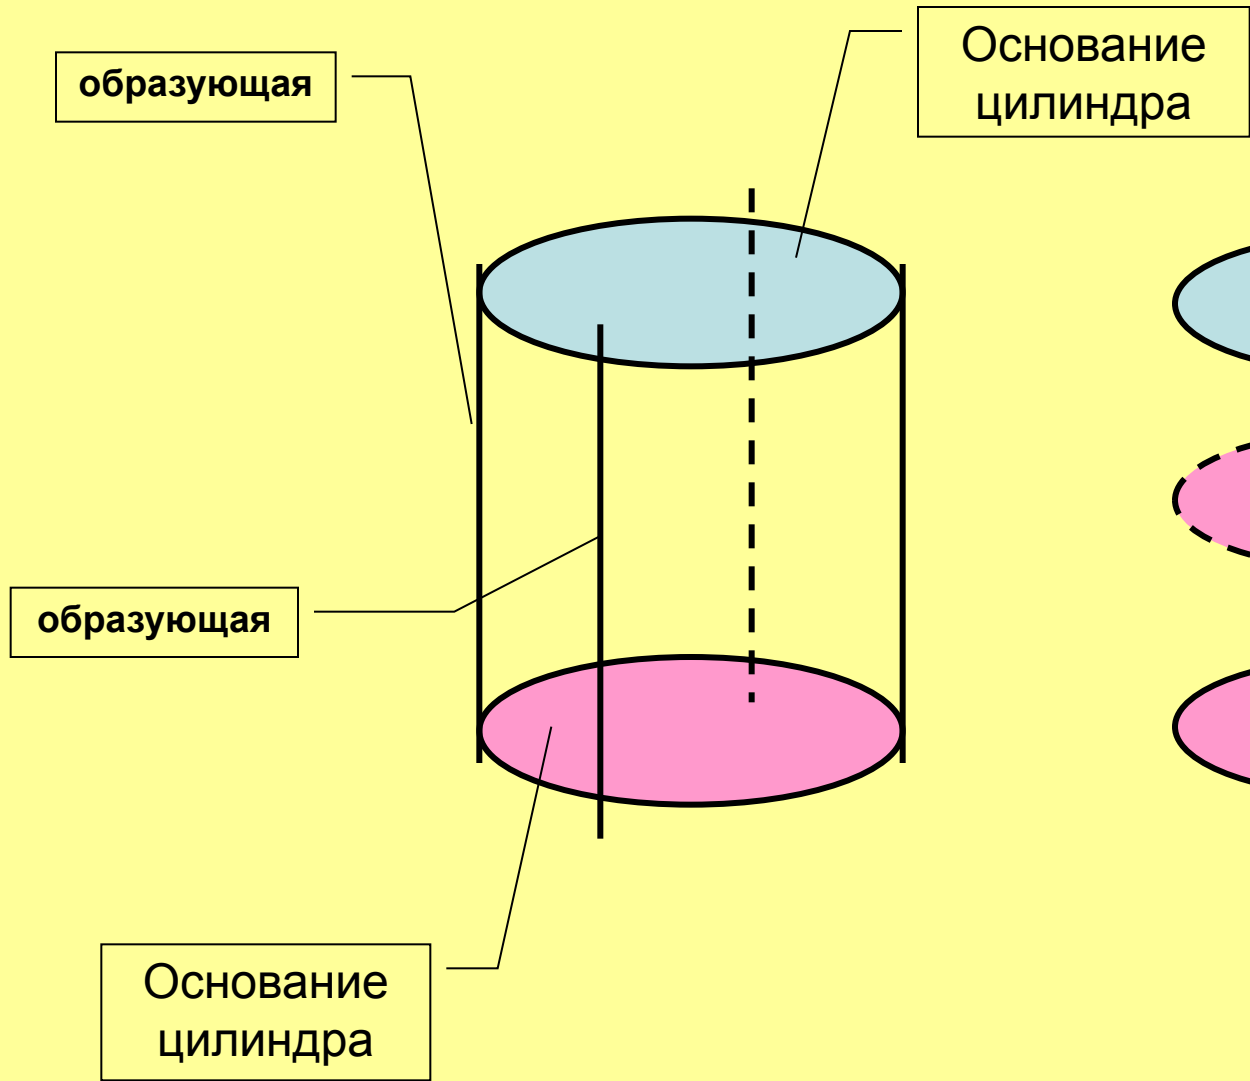 Основание
цилиндра
образующая
образующая
Основание
цилиндра